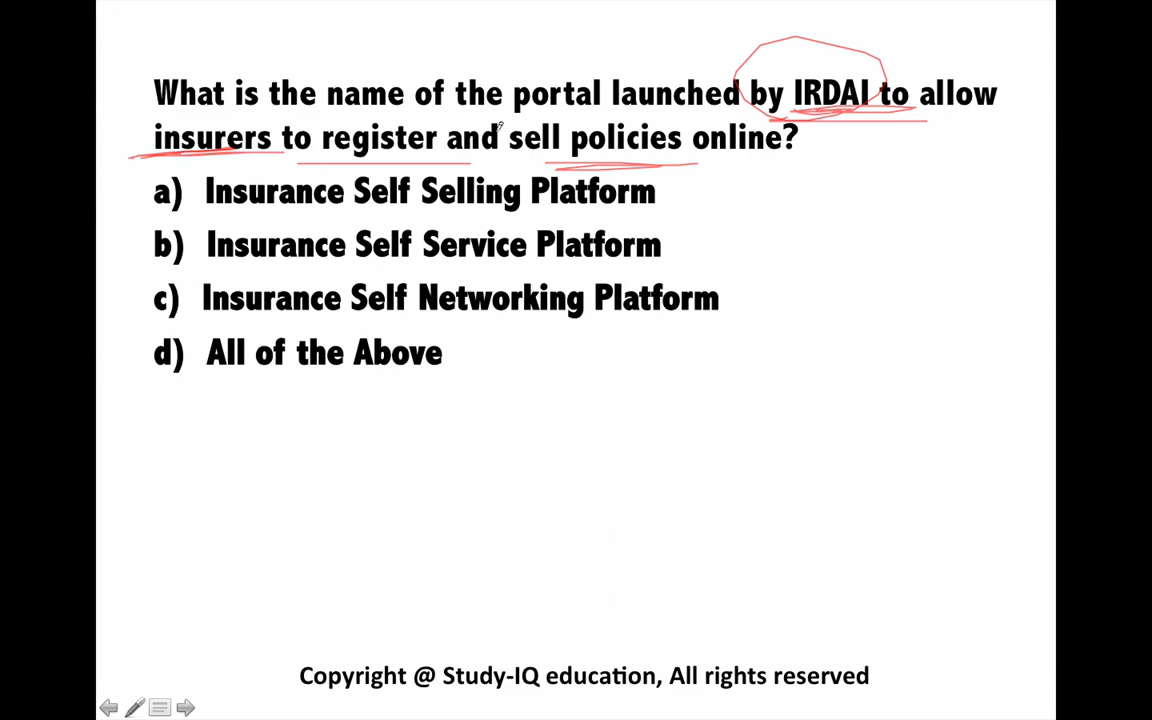 What is the name of the portal launched by IRDAI to allow
insurers to register and sell policies online?
a) Insurance Self Selling Platform
b) Insurance Self Service Platform
c) Insurance Self Networking Platform
d) All of the Above
Copyright @ Study-IQ education, All rights reserved